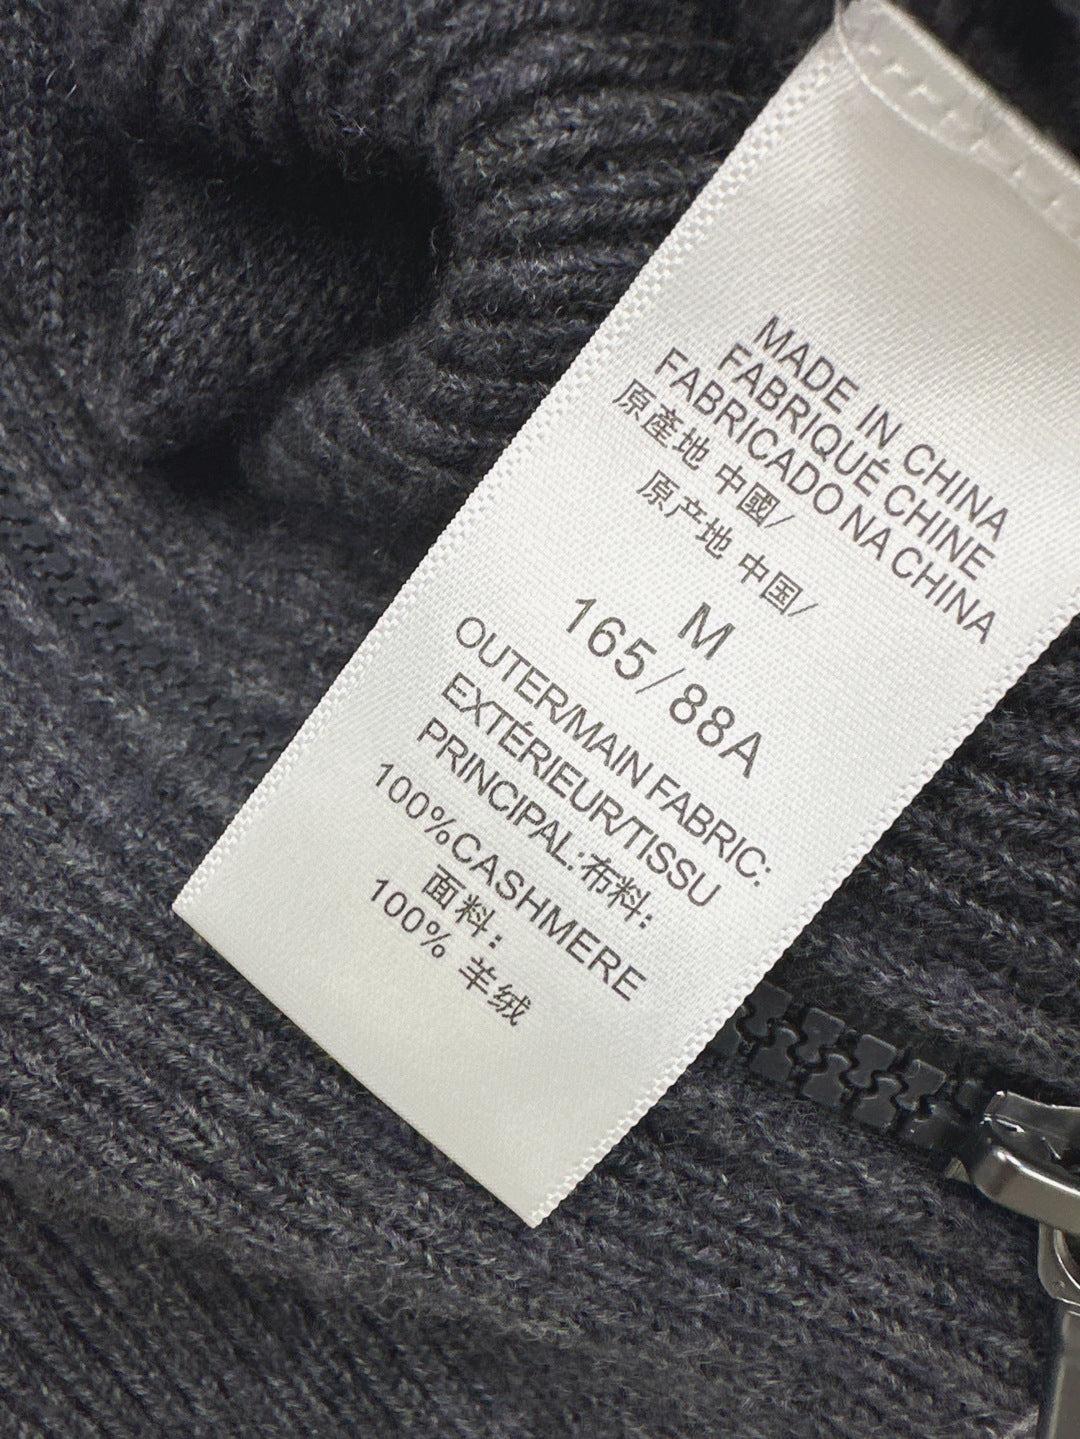 MADE IN CHINA
FABRIQUÉ CHINE
FABRICADO NA CHINA
原產地 中國/
原产地 中国/
M
165/88A
OUTER/MAIN FABRIC:
EXTÉRIEUR/TISSU
PRINCIPAL:布料:
100%CASHMERE
面料:
100% 羊绒